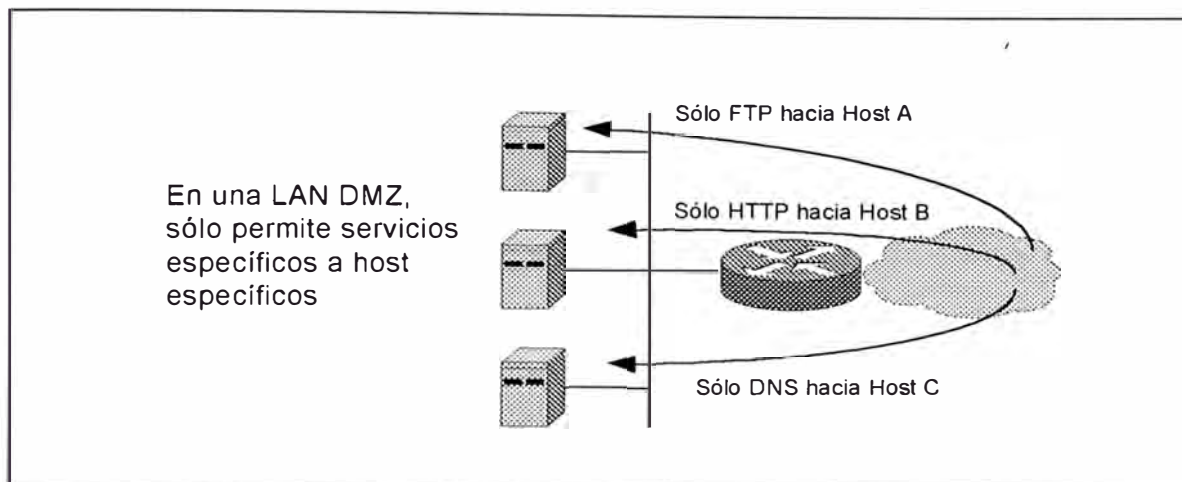 Sólo FTP hacia Host A
En una LAN DMZ,
sólo permite servicios
específicos a host
específicos
Sólo HTTP hacia Host B
Sólo DNS hacia Host C